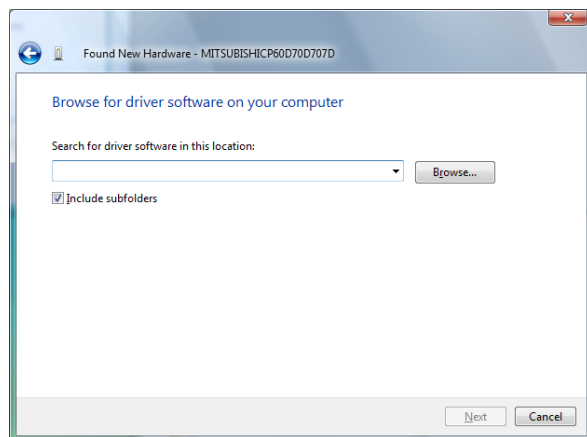 Found New Hardware - MITSUBISHICP60D70D707D
Browse for driver software on your computer
Search for driver software in this location:
Browse...
Include subfolders
Next
Cancel